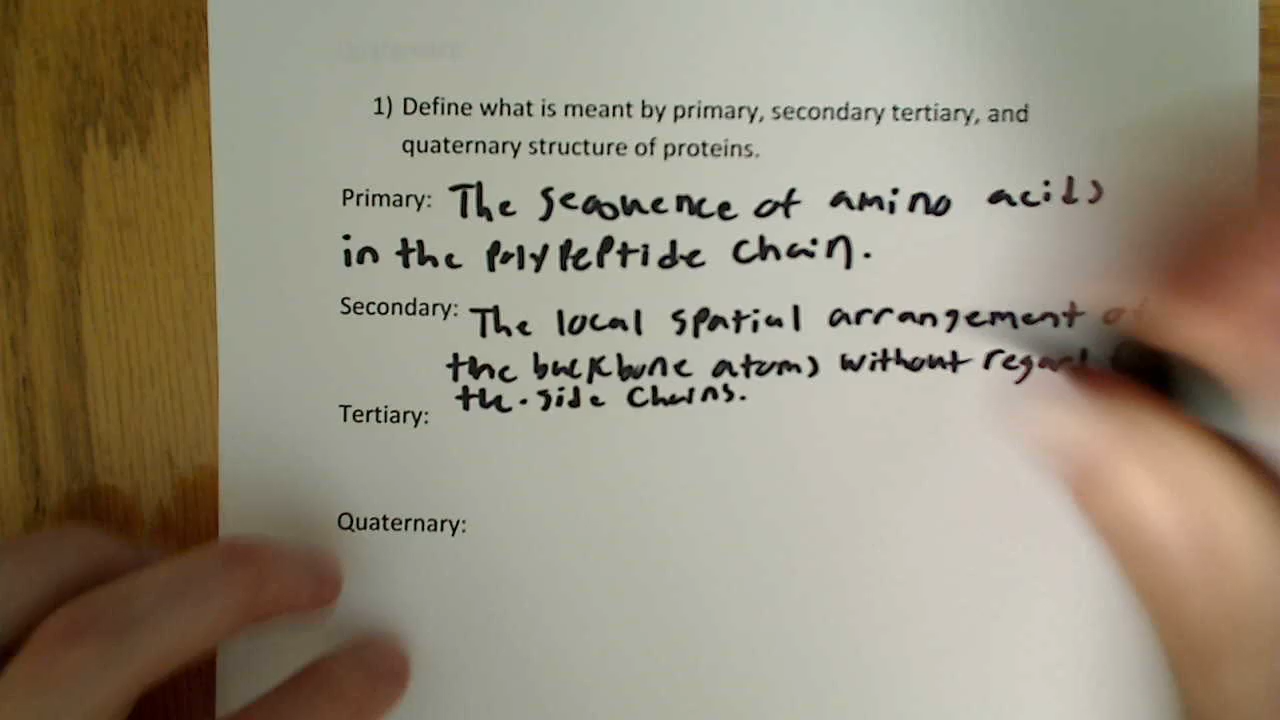 1) Define what is meant by primary, secondary tertiary, and
quaternary structure of proteins.
Primary: The sequence of amino acids
in the polypeptide chain.
Secondary: The local spatial arrangement
the backbone atoms without regard
the side chains.
Tertiary:
Quaternary: